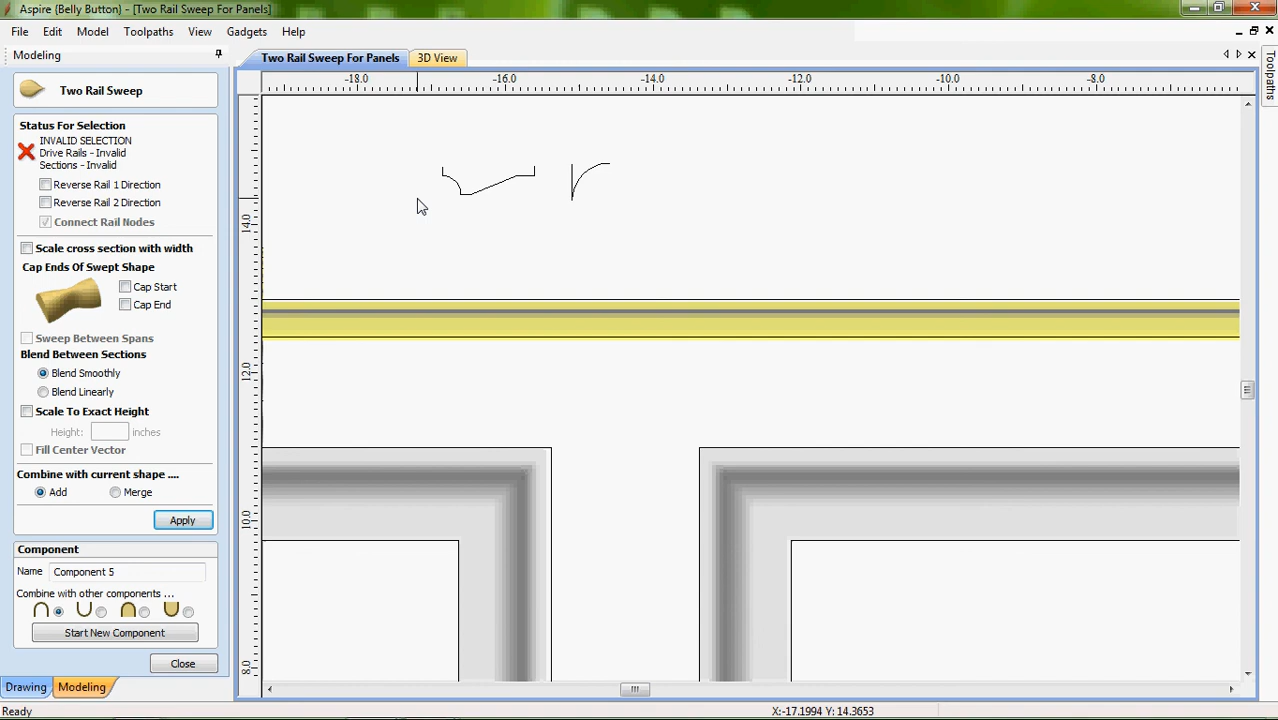 Aspire (Belly Button) - [Two Rail Sweep For Panels]
File Edit Model Toolpaths View Gadgets Help
Modeling
Two Rail Sweep For Panels 3D View
Toolpaths
-18.0 -16.0 -14.0 -12.0 -10.0 -8.0
14.0
12.0
10.0
8.0
Two Rail Sweep
Status For Selection
INVALID SELECTION
Drive Rails - Invalid
Sections - Invalid
Reverse Rail 1 Direction
Reverse Rail 2 Direction
Connect Rail Nodes
Scale cross section with width
Cap Ends Of Swept Shape
Cap Start
Cap End
Sweep Between Spans
Blend Between Sections
Blend Smoothly
Blend Linearly
Scale To Exact Height
Height: inches
Fill Center Vector
Combine with current shape ....
Add Merge
Apply
Component
Name Component 5
Combine with other components ...
Start New Component
Close
Drawing Modeling
Ready X:-17.1994 Y: 14.3653